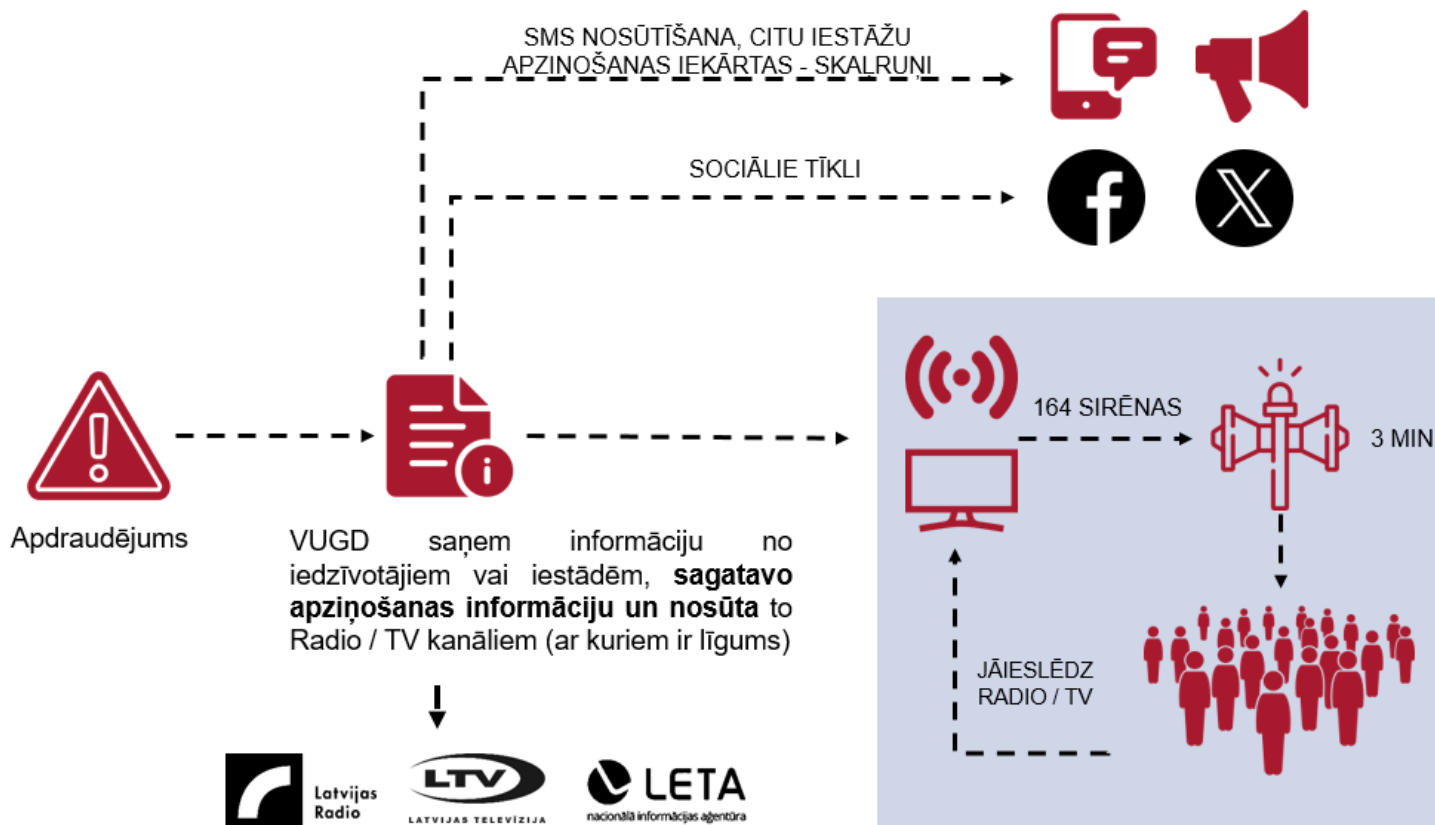 SMS NOSŪTĪŠANA, CITU IESTĀŽU
APZIŅOŠANAS IEKĀRTAS - SKAĻRUŅI
SOCIĀLIE TĪKLI
164 SIRĒNAS
3 MIN
Apdraudējums
VUGD saņem informāciju no
iedzīvotājiem vai iestādēm, sagatavo
apziņošanas informāciju un nosūta to
Radio / TV kanāliem (ar kuriem ir līgums)
JĀIESLĒDZ
RADIO / TV
Latvijas
Radio
LTV
LATVIJAS TELEVĪZIJA
LETA
nacionālā informācijas aģentūra